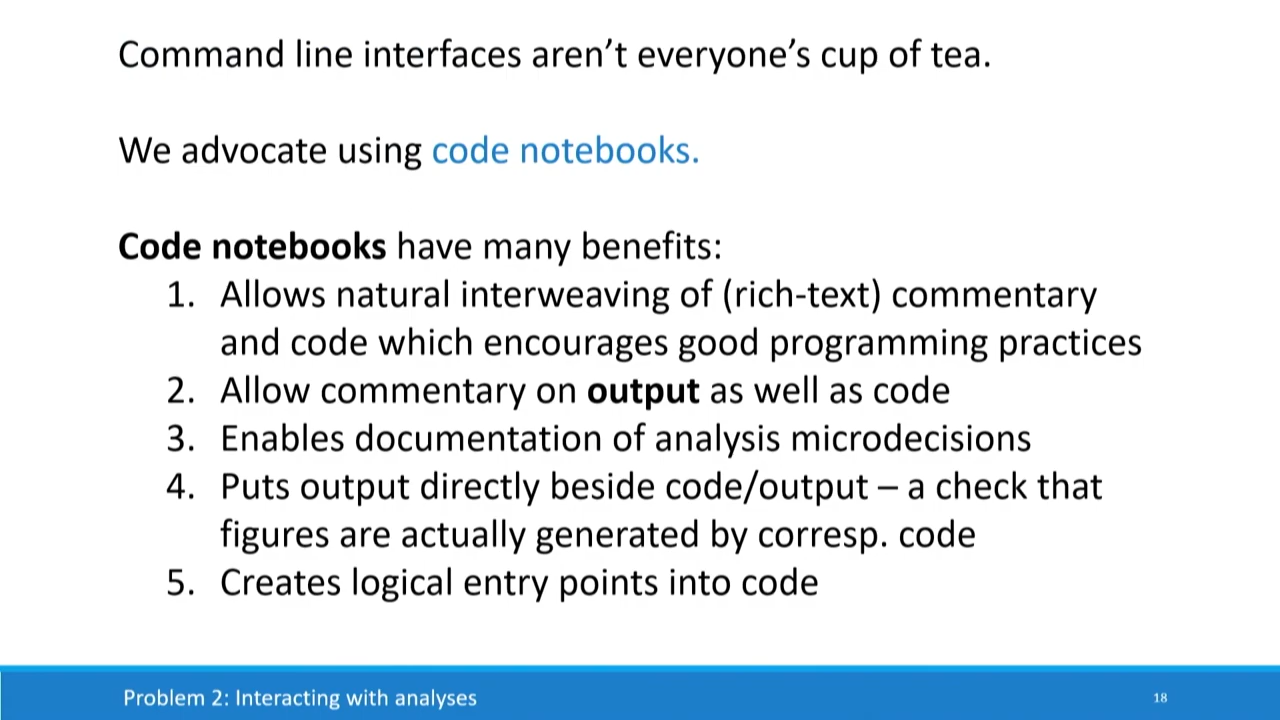 Command line interfaces aren’t everyone’s cup of tea.
We advocate using code notebooks.
Code notebooks have many benefits:
1. Allows natural interweaving of (rich-text) commentary
and code which encourages good programming practices
2. Allow commentary on output as well as code
3. Enables documentation of analysis microdecisions
4. Puts output directly beside code/output – a check that
figures are actually generated by corresp. code
5. Creates logical entry points into code
Problem 2: Interacting with analyses
18